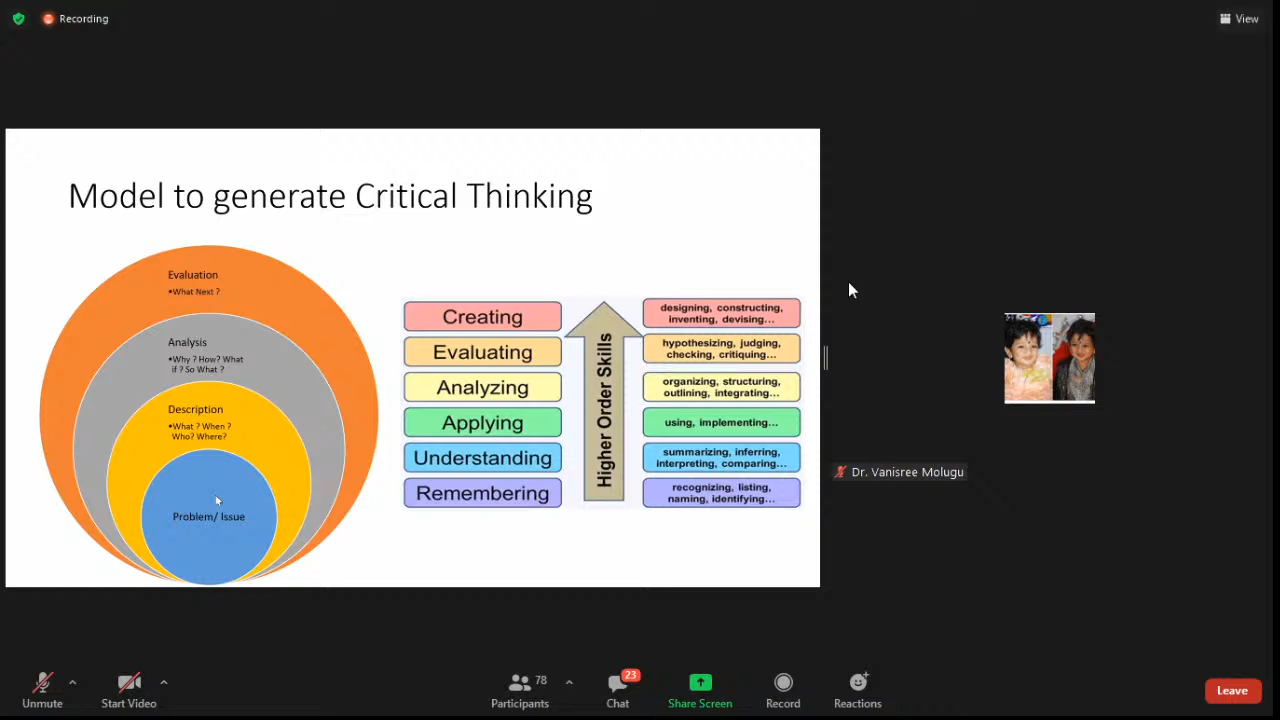 Recording
View
Model to generate Critical Thinking
Evaluation
•What Next ?
Analysis
•Why ? How? What
if ? So What ?
Description
•What ? When ?
Who? Where?
Problem/ Issue
Creating
Evaluating
Analyzing
Applying
Understanding
Remembering
Higher Order Skills
designing, constructing,
inventing, devising...
hypothesizing, judging,
checking, critiquing...
organizing, structuring,
outlining, integrating...
using, implementing...
summarizing, inferring,
interpreting, comparing...
recognizing, listing,
naming, identifying...
Dr. Vanisree Molugu
Unmute
Start Video
78
Participants
23
Chat
Share Screen
Record
Reactions
Leave